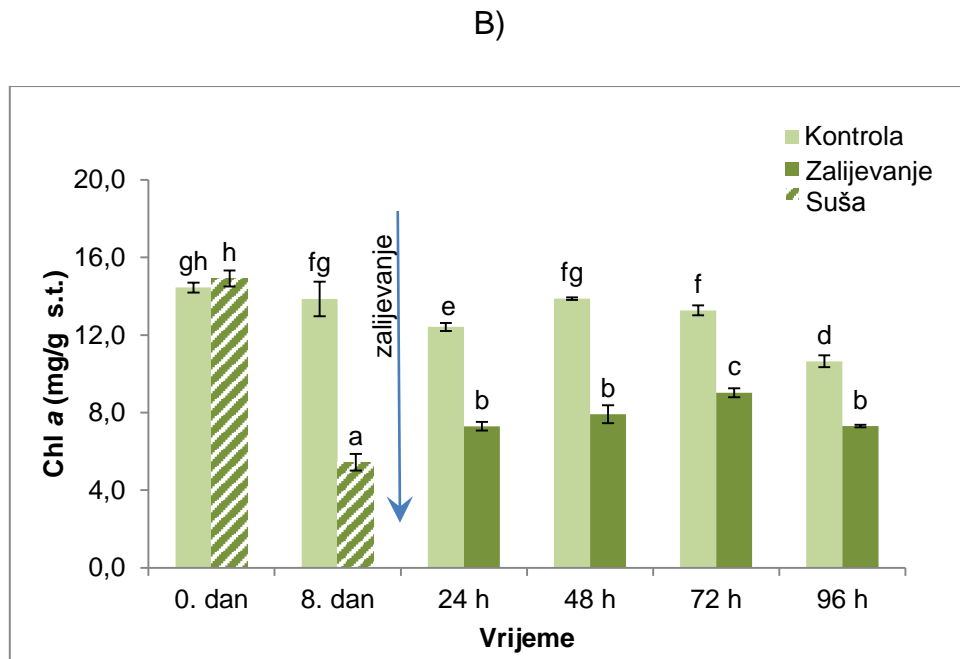 B)
Kontrola
Zalijevanje
Suša
20,0
16,0
12,0
8,0
4,0
0,0
Chl a (mg/g s.t.)
gh
h
fg
a
zalijevanje
e
b
fg
b
f
c
d
b
0. dan
8. dan
24 h
48 h
72 h
96 h
Vrijeme